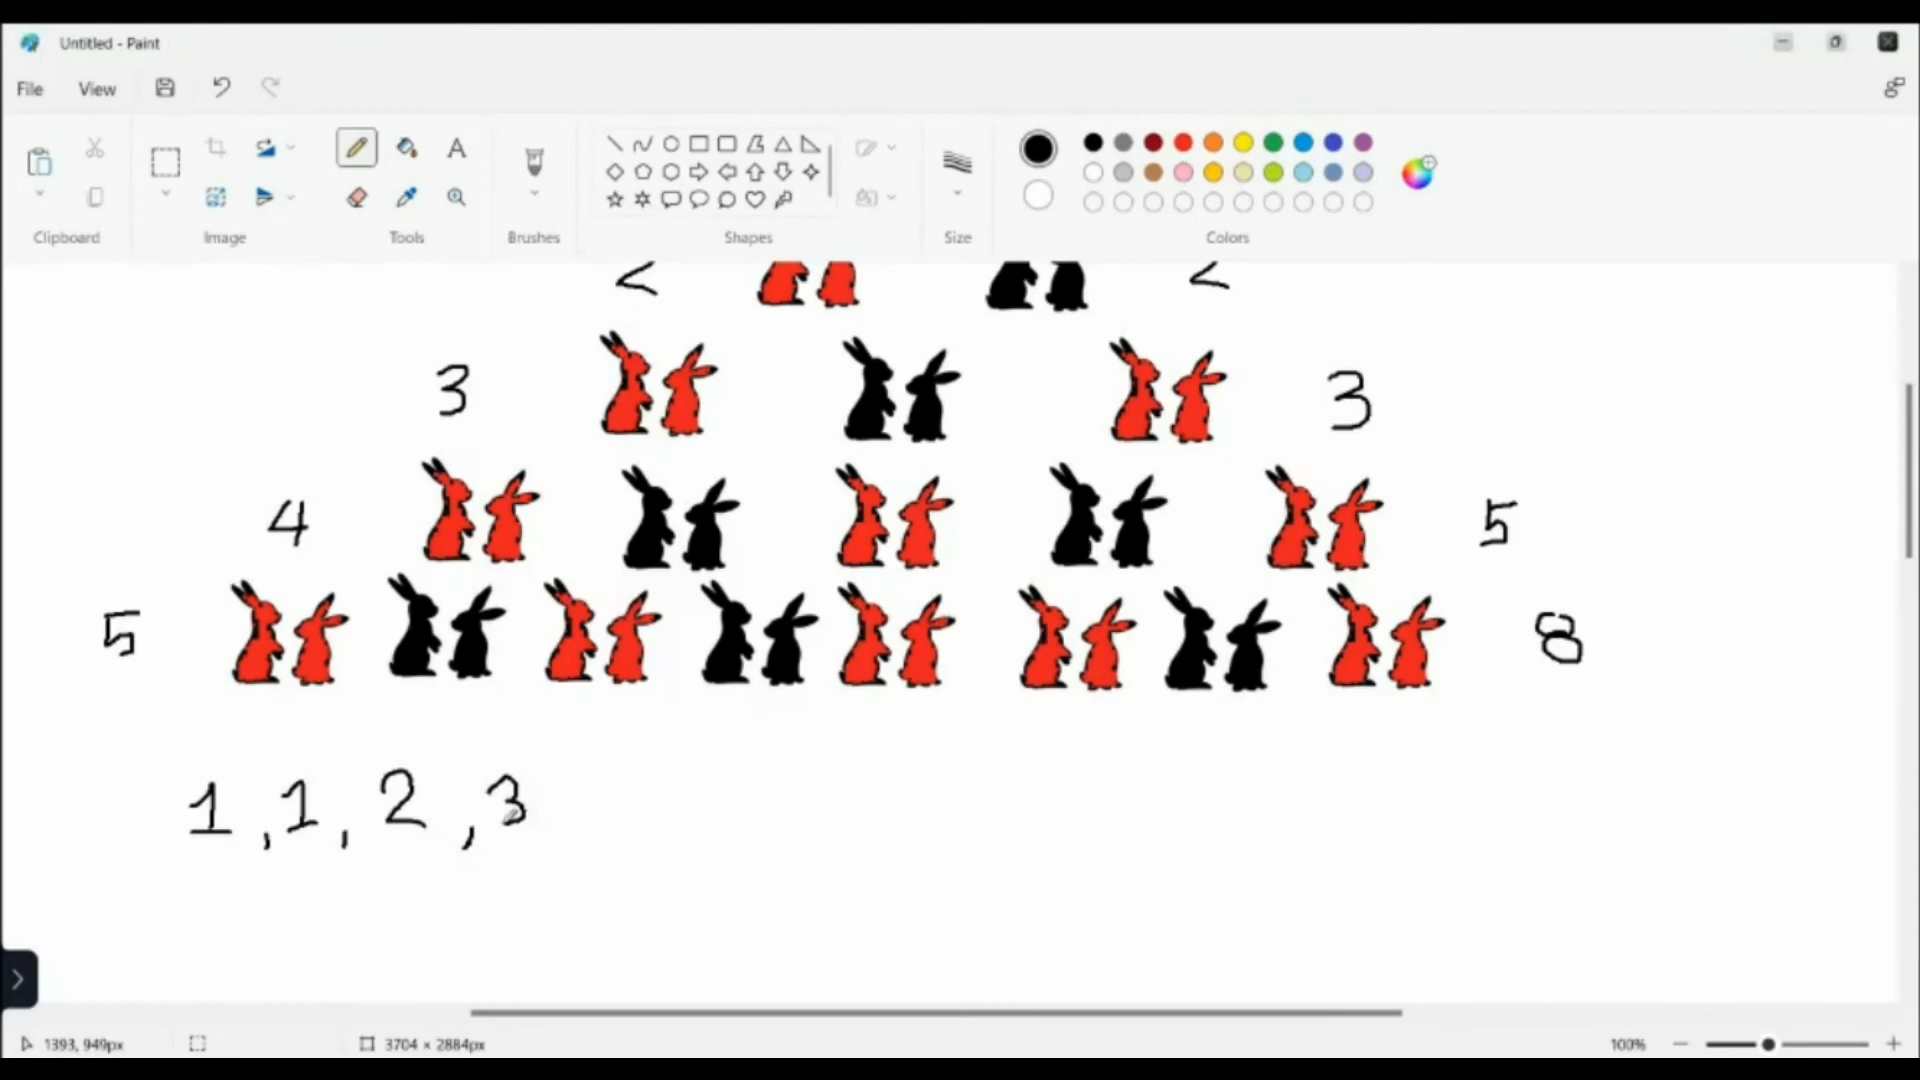 Untitled - Paint
File View
Clipboard Image Tools Brushes Shapes Size Colors
2 2
3 3
4 5
5 8
1, 1, 2, 3
1393, 949px 3704 × 2884px 100%